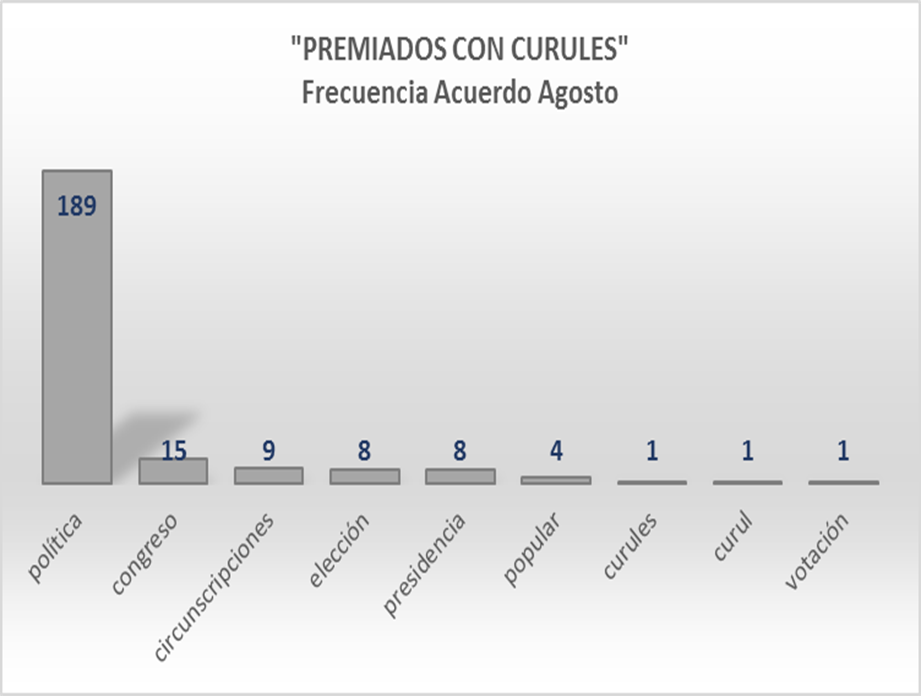 "PREMIADOS CON CURULES"
Frecuencia Acuerdo Agosto
189
15
9
8
8
4
1
1
1
política
congreso
circunscripciones
elección
presidencia
popular
curules
curul
votación